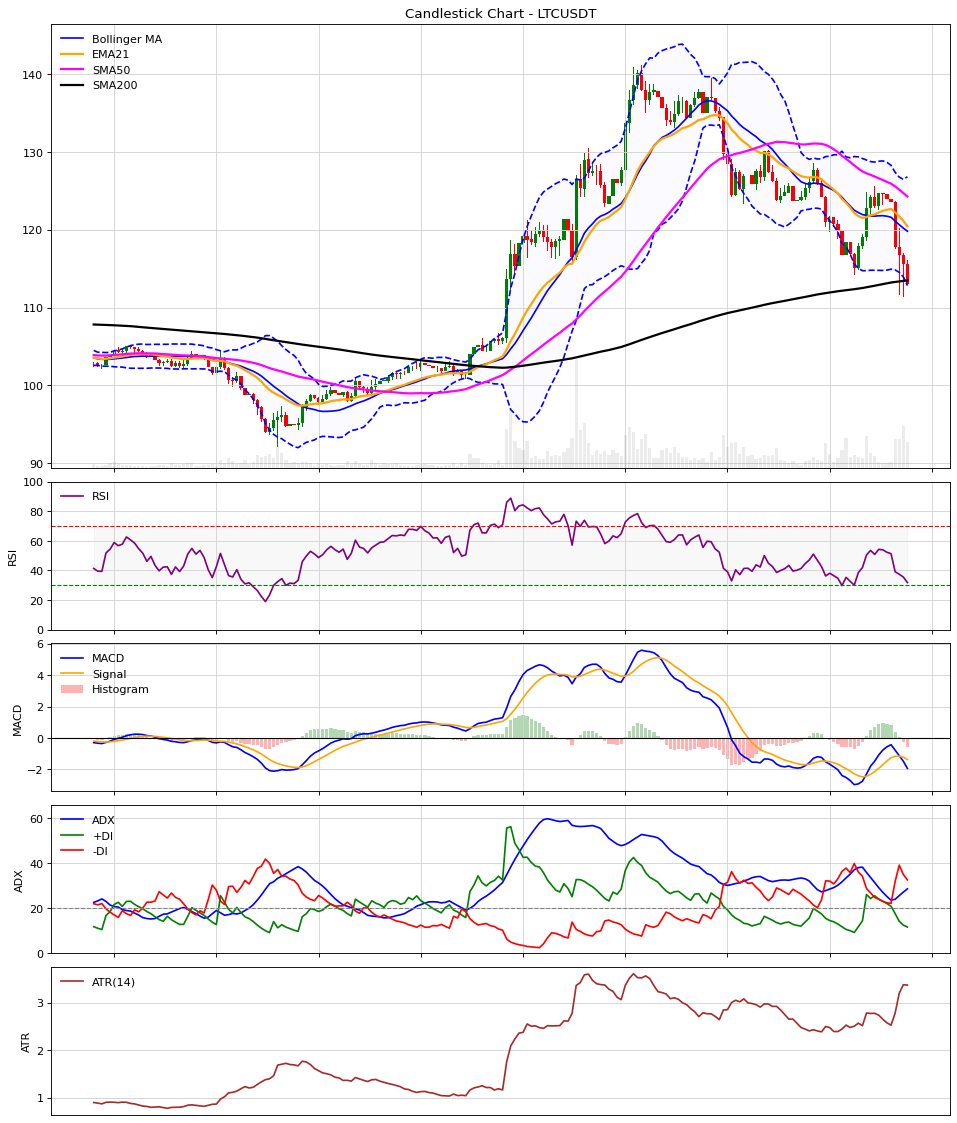 Candlestick Chart - LTCUSDT
Bollinger MA
EMA21
SMA50
SMA200
140
130
120
110
100
90
RSI
RSI
100
80
60
40
20
0
MACD
MACD
Signal
Histogram
6
4
2
0
−2
ADX
ADX
+DI
-DI
60
40
20
0
ATR
ATR(14)
3
2
1